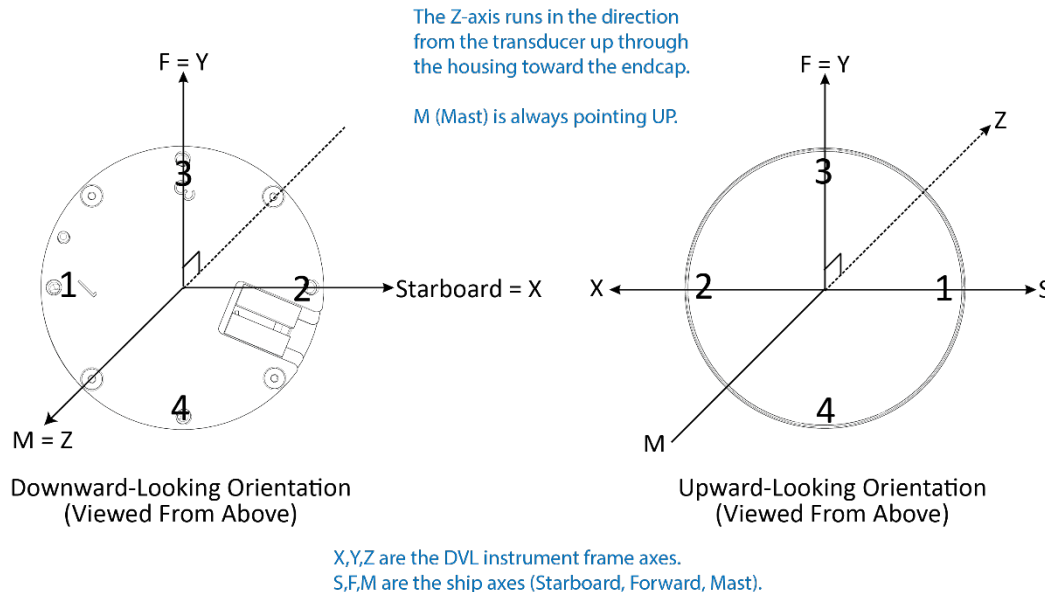 The Z-axis runs in the direction
from the transducer up through
the housing toward the endcap.
M (Mast) is always pointing UP.
F = Y
3
1
2
Starboard = X
4
M = Z
Downward-Looking Orientation
(Viewed From Above)
F = Y
Z
3
X
2
1
S
4
M
Upward-Looking Orientation
(Viewed From Above)
X,Y,Z are the DVL instrument frame axes.
S,F,M are the ship axes (Starboard, Forward, Mast).